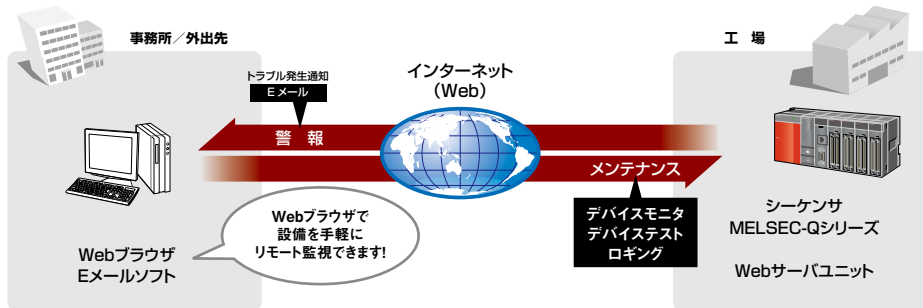 事務所／外出先
工 場
トラブル発生通知
Eメール
インターネット
（Web）
警 報
メンテナンス
デバイスモニタ
デバイステスト
ロギング
Webブラウザで
設備を手軽に
リモート監視できます!
Webブラウザ
Eメールソフト
シーケンサ
MELSEC-Qシリーズ
Webサーバユニット